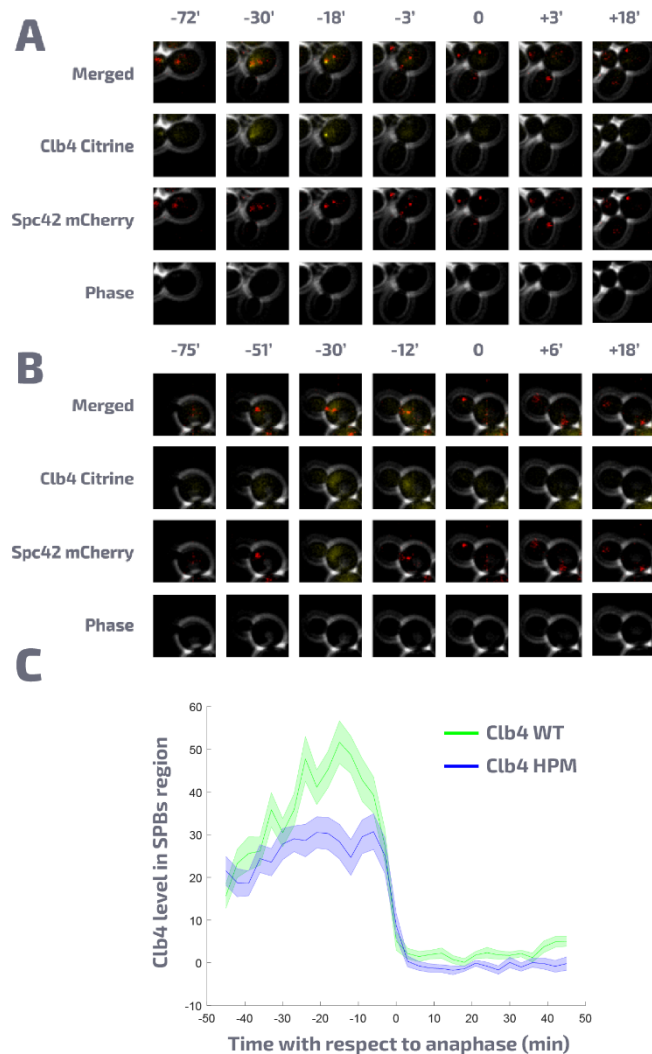 A
-72' -30' -18' -3' 0 +3' +18'
Merged
Clb4 Citrine
Spc42 mCherry
Phase
B
-75' -51' -30' -12' 0 +6' +18'
Merged
Clb4 Citrine
Spc42 mCherry
Phase
C
Clb4 level in SPBs region
60
50
40
30
20
10
0
-10
Clb4 WT
Clb4 HPM
-50 -40 -30 -20 -10 0 10 20 30 40 50
Time with respect to anaphase (min)